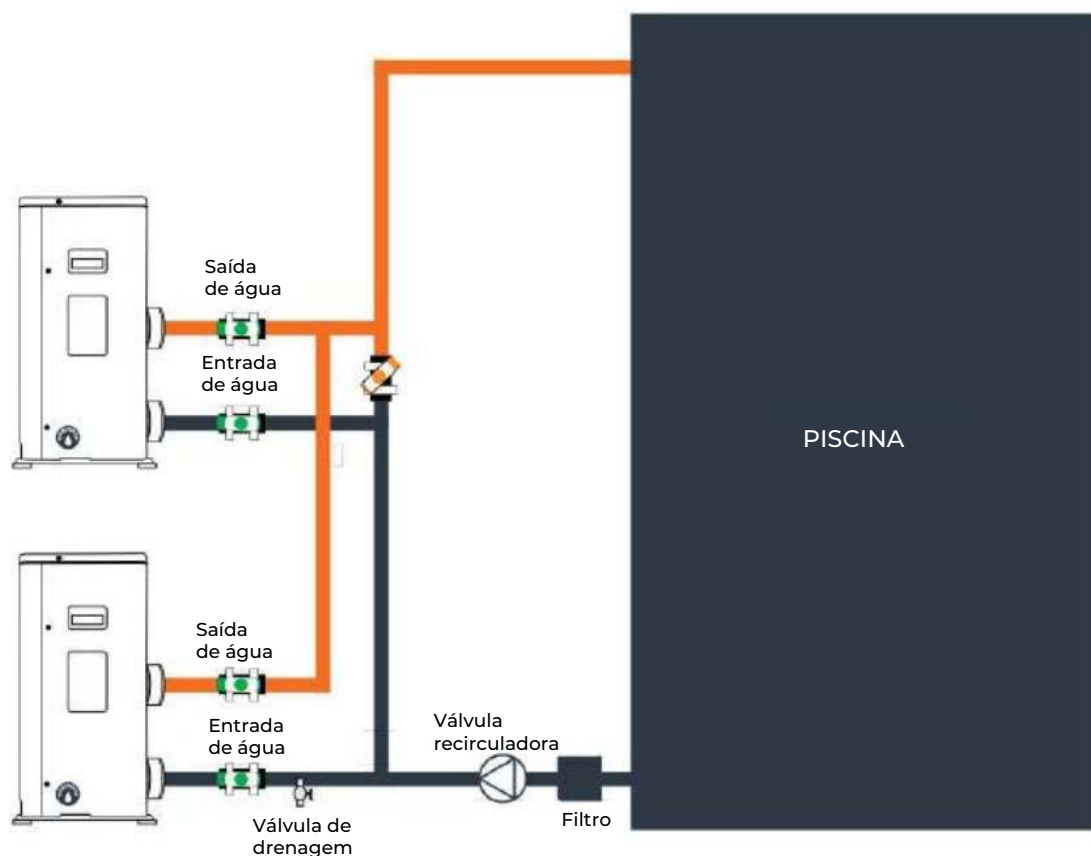 Saída
de água
Entrada
de água
PISCINA
Saída
de água
Entrada
de água
Válvula
recirculadora
Válvula de
drenagem
Filtro